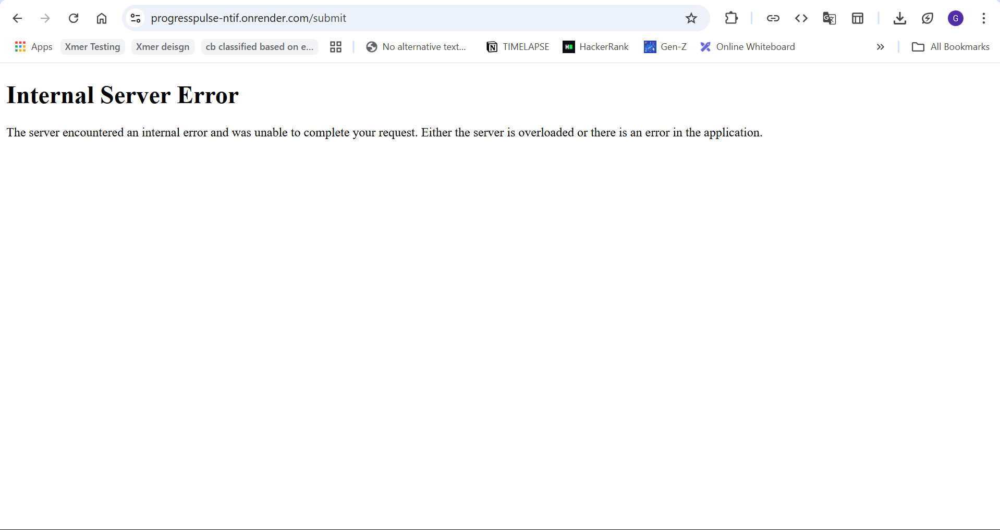 progresspulse-ntif.onrender.com/submit
G
Apps
Xmer Testing
Xmer deisgn
cb classified based on e...
No alternative text...
TIMELAPSE
HackerRank
Gen-Z
Online Whiteboard
All Bookmarks
Internal Server Error
The server encountered an internal error and was unable to complete your request. Either the server is overloaded or there is an error in the application.